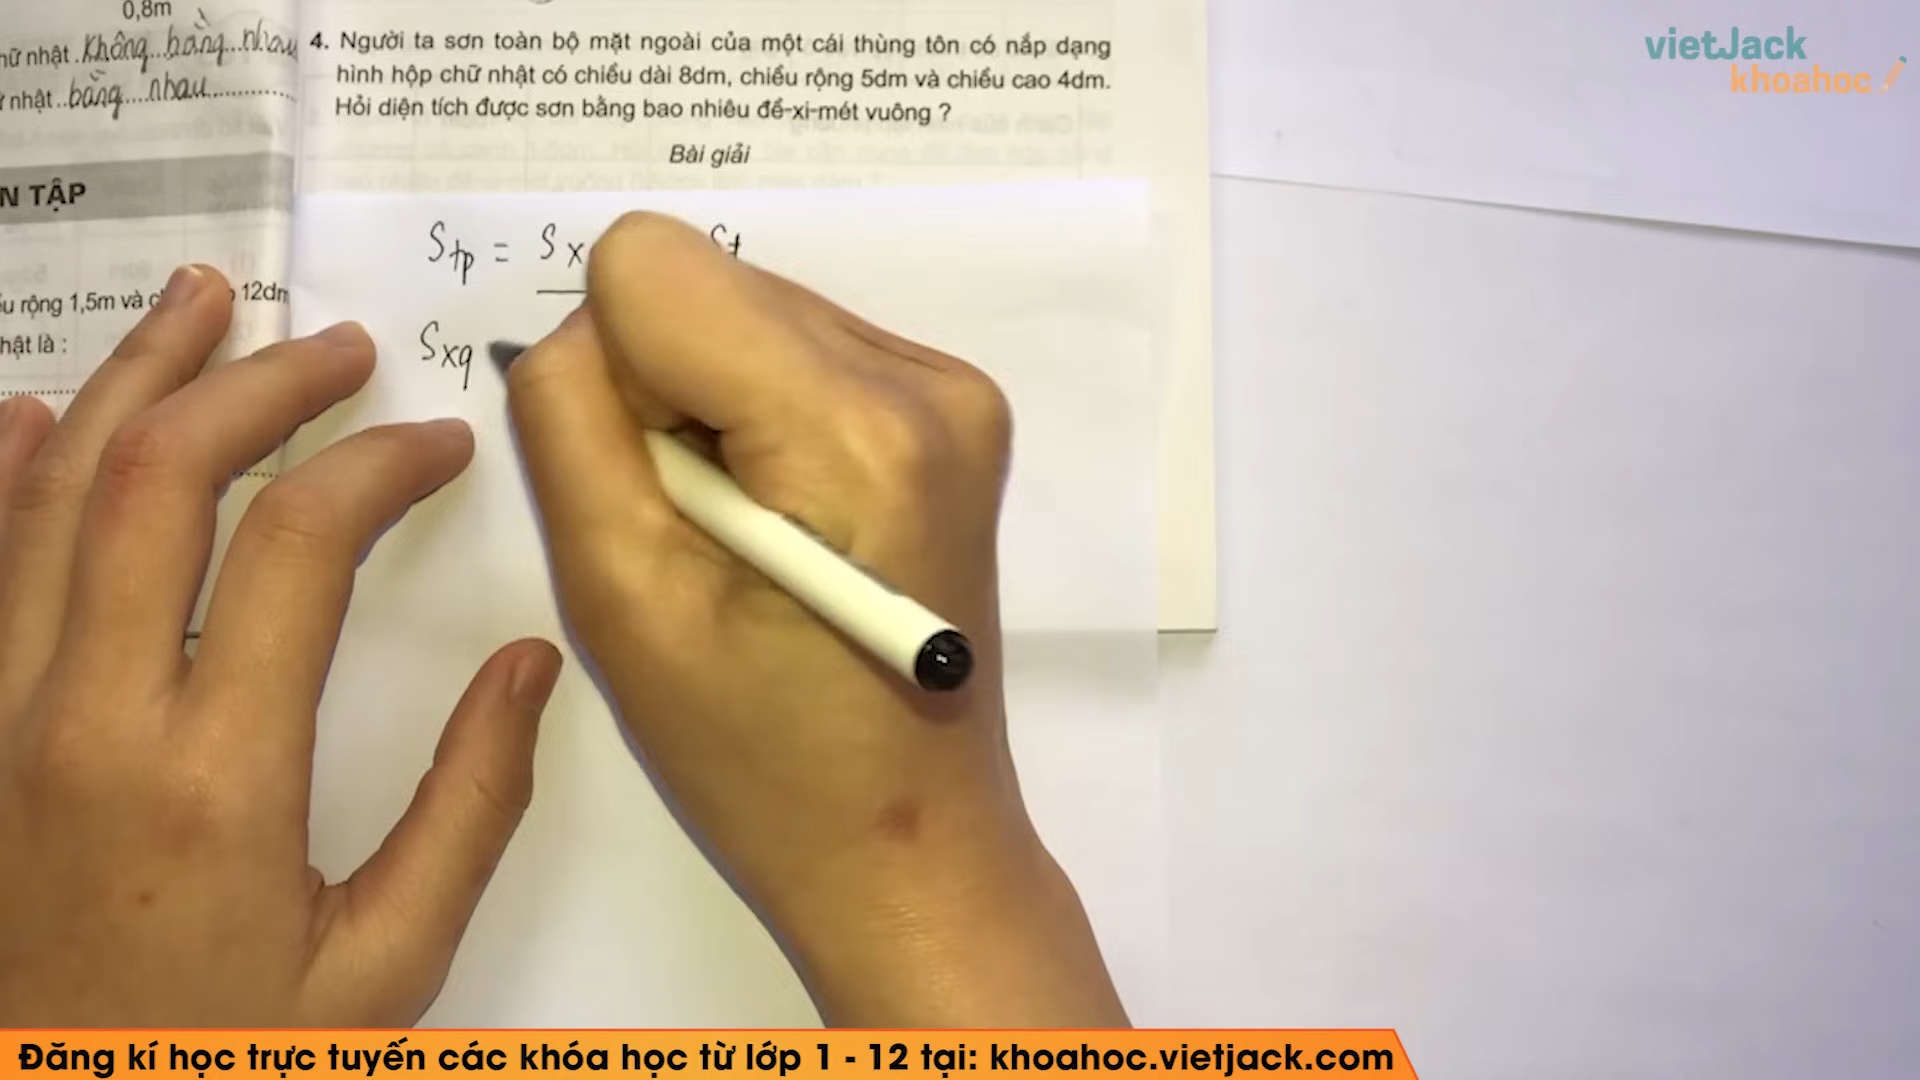 0,8m
hữ nhật không bằng nhau
ữ nhật bằng nhau
N TẬP
ều rộng 1,5m và 12dm
hật là :
4. Người ta sơn toàn bộ mặt ngoài của một cái thùng tôn có nắp dạng
hình hộp chữ nhật có chiều dài 8dm, chiều rộng 5dm và chiều cao 4dm.
Hỏi diện tích được sơn bằng bao nhiêu đề-xi-mét vuông ?
Bài giải
Stp = Sx
Sxq
vietJack
khoahoc
Đăng kí học trực tuyến các khóa học từ lớp 1 - 12 tại: khoahoc.vietjack.com